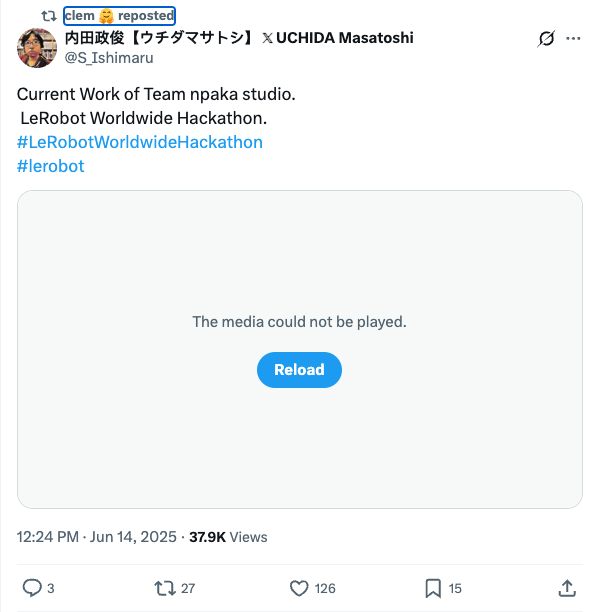 clem 🤗 reposted
内田政俊【ウチダマサトシ】 𝕏 UCHIDA Masatoshi
@S_Ishimaru
Current Work of Team npaka studio.
LeRobot Worldwide Hackathon.
#LeRobotWorldwideHackathon
#lerobot
The media could not be played.
Reload
12:24 PM · Jun 14, 2025 · 37.9K Views
3 27 126 15